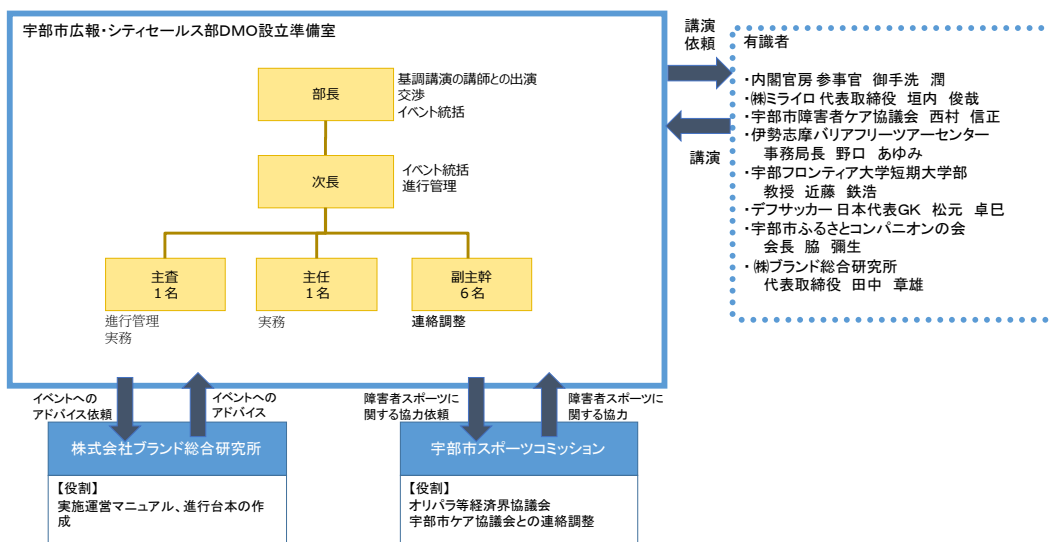 宇部市広報・シティセールス部DMO設立準備室
部長
基調講演の講師との出演
交渉
イベント統括
次長
イベント統括
進行管理
主査
1名
主任
1名
副主幹
6名
進行管理
実務
実務
連絡調整
講演
依頼
講演
有識者
・内閣官房 参事官 御手洗 潤
・㈱ミライロ 代表取締役 垣内 俊哉
・宇部市障害者ケア協議会 西村 信正
・伊勢志摩バリアフリーツアーセンター
事務局長 野口 あゆみ
・宇部フロンティア大学短期大学部
教授 近藤 鉄浩
・デフサッカー 日本代表GK 松元 卓巳
・宇部市ふるさとコンパニオンの会
会長 脇 彌生
・㈱ブランド総合研究所
代表取締役 田中 章雄
イベントへの
アドバイス依頼
イベントへの
アドバイス
障害者スポーツに
関する協力依頼
障害者スポーツに
関する協力
株式会社ブランド総合研究所
【役割】
実施運営マニュアル、進行台本の作
成
宇部市スポーツコミッション
【役割】
オリパラ等経済界協議会
宇部市ケア協議会との連絡調整